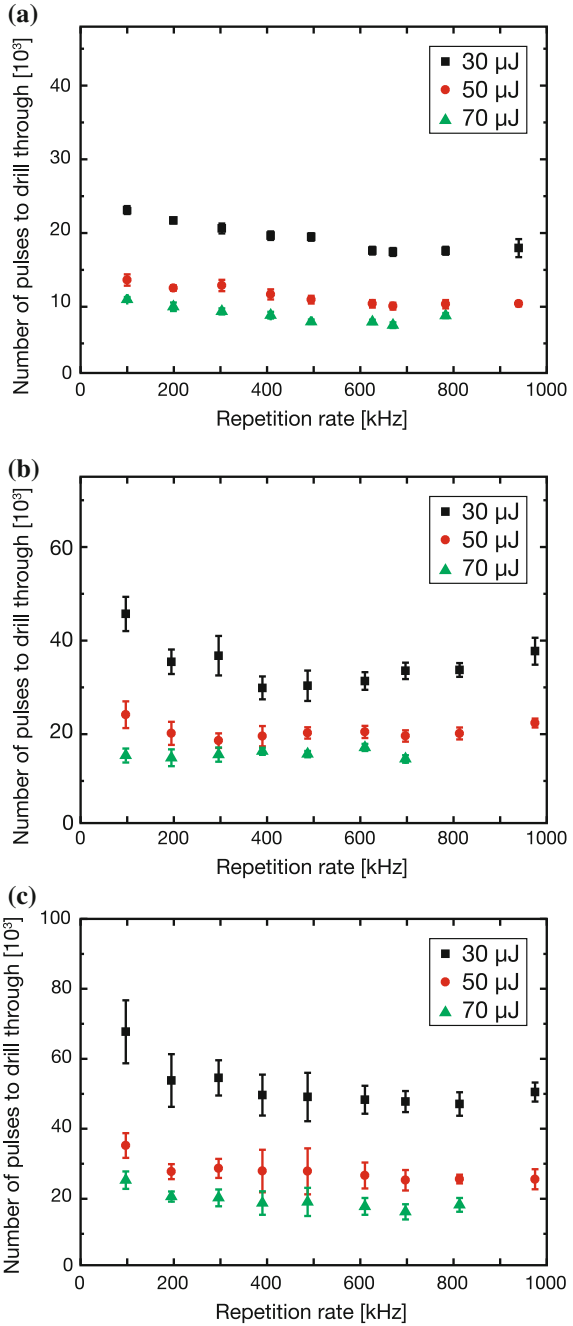 (a)
Number of pulses to drill through [10³]
40
30
20
10
0
30 µJ
50 µJ
70 µJ
0 200 400 600 800 1000
Repetition rate [kHz]
(b)
Number of pulses to drill through [10³]
60
40
20
0
30 µJ
50 µJ
70 µJ
0 200 400 600 800 1000
Repetition rate [kHz]
(c)
Number of pulses to drill through [10³]
100
80
60
40
20
0
30 µJ
50 µJ
70 µJ
0 200 400 600 800 1000
Repetition rate [kHz]